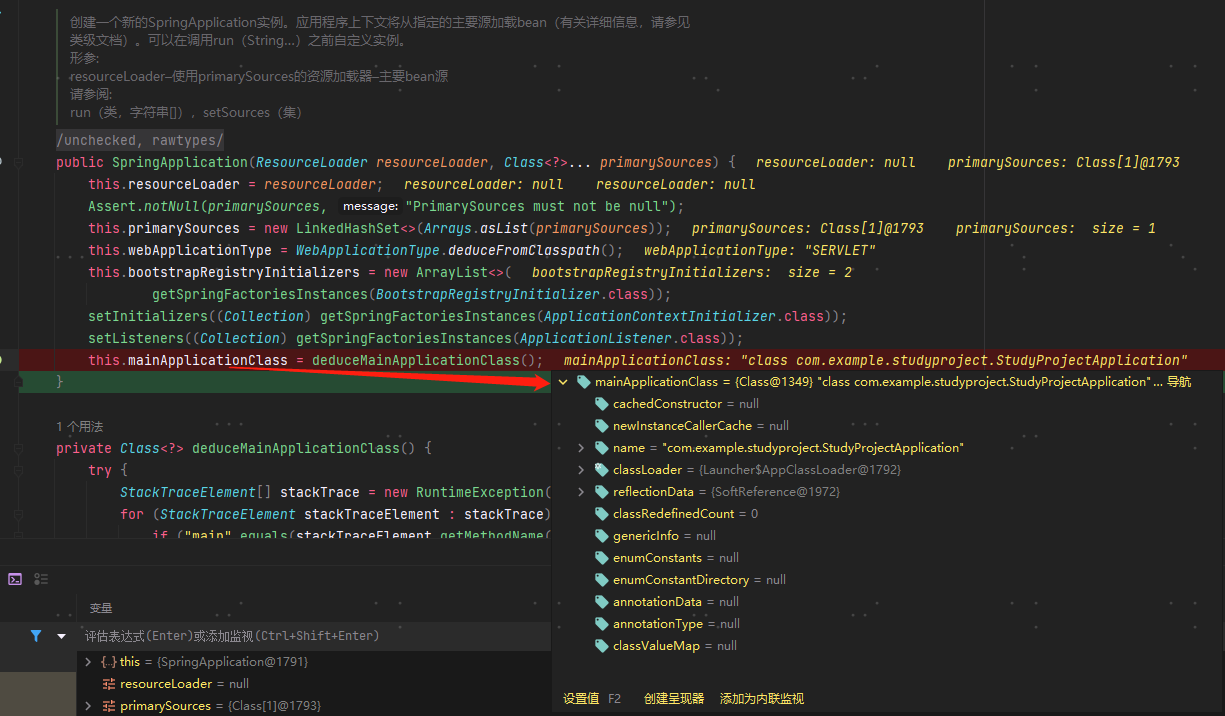 创建一个新的SpringApplication实例。应用程序上下文将从指定的主要源加载bean（有关详细信息，请参见
类级文档）。可以在调用run（String...）之前自定义实例。
形参:
resourceLoader–使用primarySources的资源加载器–主要bean源
请参阅:
run（类，字符串[]），setSources（集）
/unchecked, rawtypes/
public SpringApplication(ResourceLoader resourceLoader, Class<?>... primarySources) {   resourceLoader: null    primarySources: Class[1]@1793
this.resourceLoader = resourceLoader;   resourceLoader: null    resourceLoader: null
Assert.notNull(primarySources,  message: "PrimarySources must not be null");
this.primarySources = new LinkedHashSet<>(Arrays.asList(primarySources));   primarySources: Class[1]@1793    primarySources:  size = 1
this.webApplicationType = WebApplicationType.deduceFromClasspath();   webApplicationType: "SERVLET"
this.bootstrapRegistryInitializers = new ArrayList<>(   bootstrapRegistryInitializers:  size = 2
getSpringFactoriesInstances(BootstrapRegistryInitializer.class));
setInitializers((Collection) getSpringFactoriesInstances(ApplicationContextInitializer.class));
setListeners((Collection) getSpringFactoriesInstances(ApplicationListener.class));
this.mainApplicationClass = deduceMainApplicationClass();   mainApplicationClass: "class com.example.studyproject.StudyProjectApplication"
}
mainApplicationClass = {Class@1349} "class com.example.studyproject.StudyProjectApplication"... 导航
cachedConstructor = null
newInstanceCallerCache = null
name = "com.example.studyproject.StudyProjectApplication"
classLoader = {Launcher$AppClassLoader@1792}
reflectionData = {SoftReference@1972}
classRedefinedCount = 0
genericInfo = null
enumConstants = null
enumConstantDirectory = null
annotationData = null
annotationType = null
classValueMap = null
设置值 F2 创建呈现器 添加为内联监视
1 个用法
private Class<?> deduceMainApplicationClass() {
try {
StackTraceElement[] stackTrace = new RuntimeException(
for (StackTraceElement stackTraceElement : stackTrace)
if ("main".equals(stackTraceElement.getMethodName(
变量
评估表达式(Enter)或添加监视(Ctrl+Shift+Enter)
{..} this = {SpringApplication@1791}
resourceLoader = null
primarySources = {Class[1]@1793}